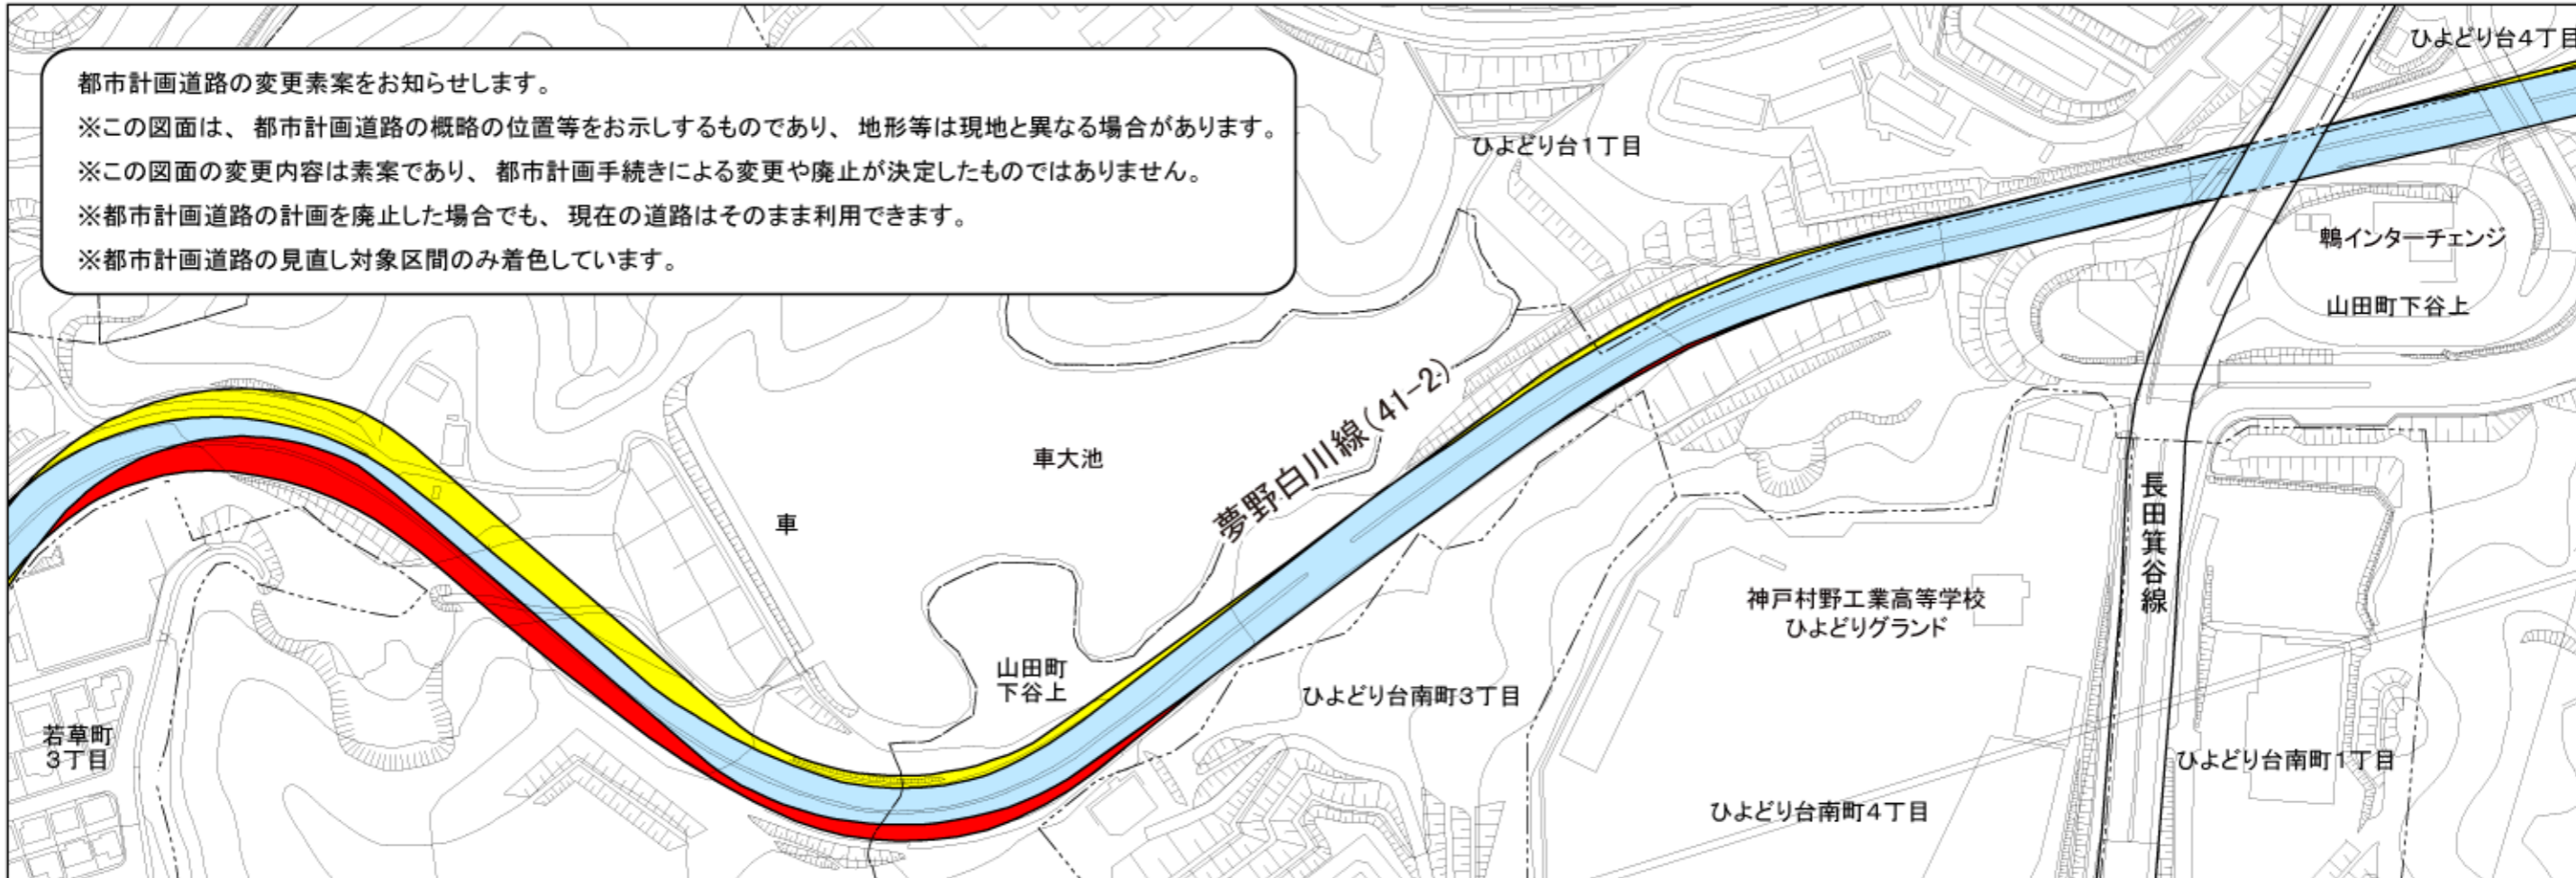 都市計画道路の変更素案をお知らせします。
※この図面は、都市計画道路の概略の位置等をお示しするものであり、地形等は現地と異なる場合があります。
※この図面の変更内容は素案であり、都市計画手続きによる変更や廃止が決定したものではありません。
※都市計画道路の計画を廃止した場合でも、現在の道路はそのまま利用できます。
※都市計画道路の見直し対象区間のみ着色しています。
ひよどり台4丁目
ひよどり台1丁目
鵯インターチェンジ
山田町下谷上
夢野白川線(41-2)
車大池
車
長田箕谷線
神戸村野工業高等学校
ひよどりグランド
山田町
下谷上
ひよどり台南町3丁目
若草町
3丁目
ひよどり台南町1丁目
ひよどり台南町4丁目